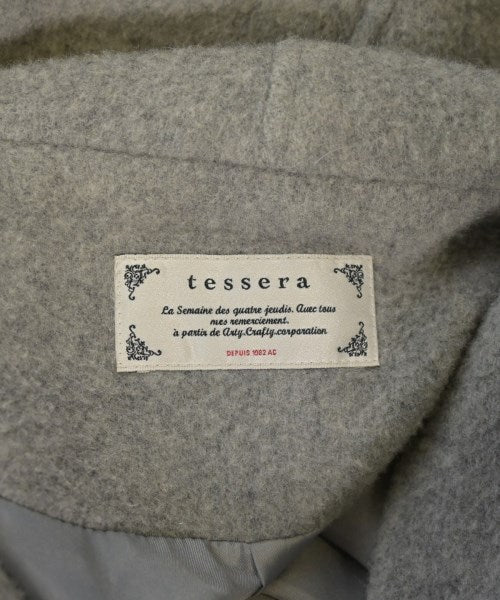 tessera
La Semaine des quatre jeudis. Avec tous
mes remerciement.
à partir de Arty.Crafty.corporation
DEPUIS 1982 AC